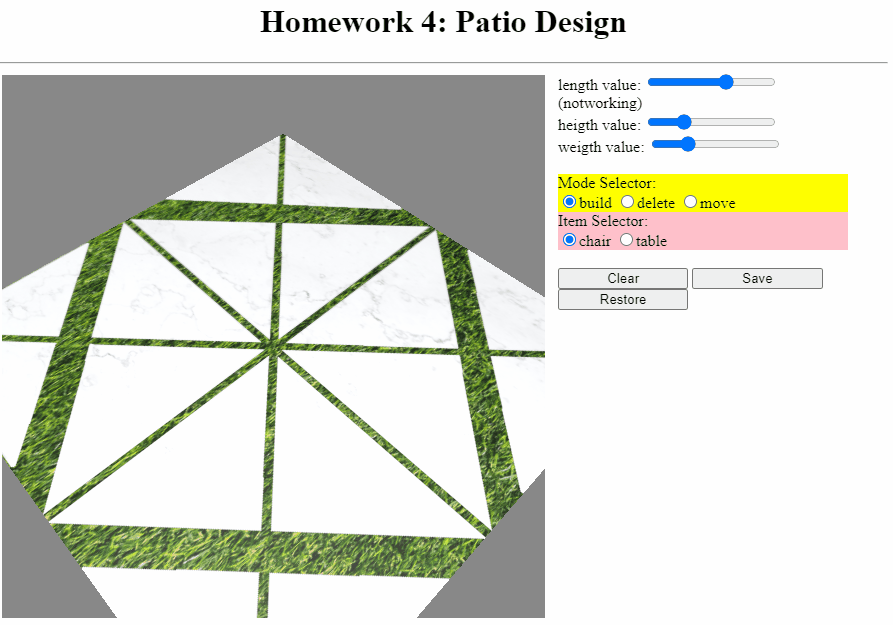 Homework 4: Patio Design
length value:
(notworking)
heigth value:
weigth value:
Mode Selector:
build delete move
Item Selector:
chair table
Clear Save
Restore